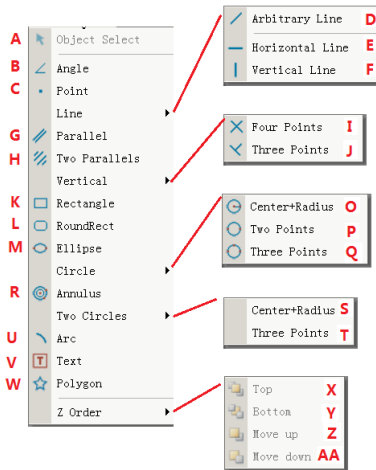 A Object Select
B Angle
C Point
Line
G Parallel
H Two Parallels
Vertical
K Rectangle
L RoundRect
M Ellipse
Circle
R Annulus
Two Circles
U Arc
V T Text
W Polygon
Z Order
Arbitrary Line D
Horizontal Line E
Vertical Line F
Four Points I
Three Points J
Center+Radius O
Two Points P
Three Points Q
Center+Radius S
Three Points T
Top X
Bottom Y
Move up Z
Move down AA